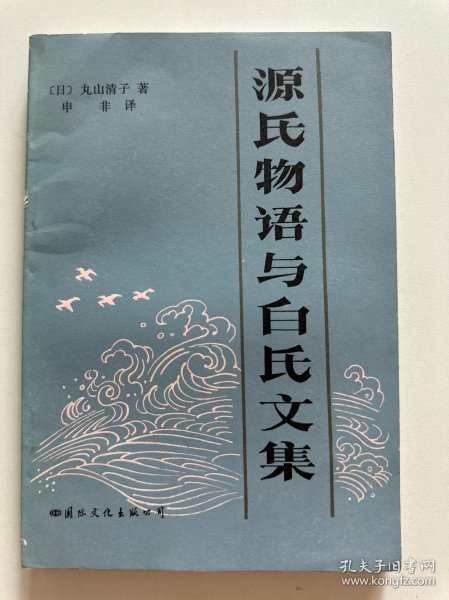 〔日〕丸山清子 著
申 非 译
源氏物语与白氏文集
国际文化出版公司
孔夫子旧书网
www.kongfz.com